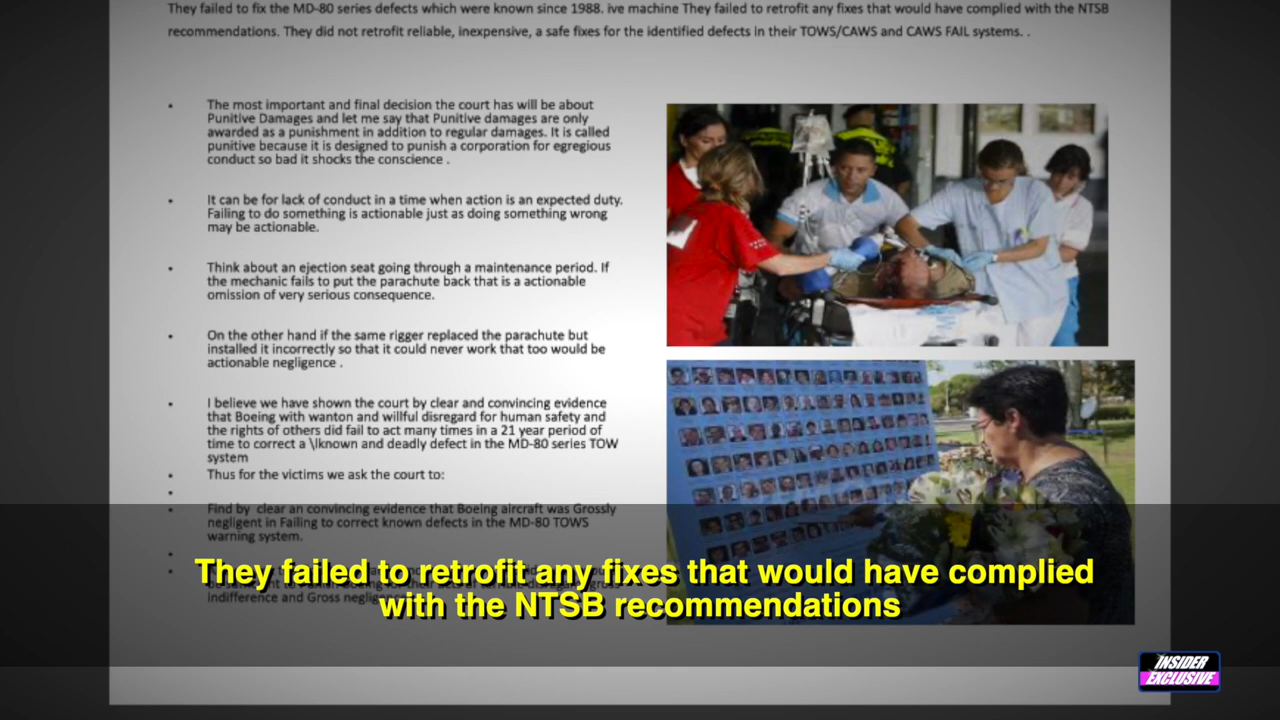 They failed to fix the MD-80 series defects which were known since 1988. ive machine They failed to retrofit any fixes that would have complied with the NTSB
recommendations. They did not retrofit reliable, inexpensive, a safe fixes for the identified defects in their TOWS/CAWS and CAWS FAIL systems. .
• The most important and final decision the court has will be about
Punitive Damages and let me say that Punitive damages are only
awarded as a punishment in addition to regular damages. It is called
punitive because it is designed to punish a corporation for egregious
conduct so bad it shocks the conscience .
• It can be for lack of conduct in a time when action is an expected duty.
Failing to do something is actionable just as doing something wrong
may be actionable.
• Think about an ejection seat going through a maintenance period. If
the mechanic fails to put the parachute back that is a actionable
omission of very serious consequence.
• On the other hand if the same rigger replaced the parachute but
installed it incorrectly so that it could never work that too would be
actionable negligence .
• I believe we have shown the court by clear and convincing evidence
that Boeing with wanton and willful disregard for human safety and
the rights of others did fail to act many times in a 21 year period of
time to correct a \lknown and deadly defect in the MD-80 series TOW
system
• Thus for the victims we ask the court to:
•
Find by clear an convincing evidence that Boeing aircraft was Grossly
• negligent in Failing to correct known defects in the MD-80 TOWS
warning system.
•
•
indifference and Gross
They failed to retrofit any fixes that would have complied
with the NTSB recommendations
INSIDER
EXCLUSIVE